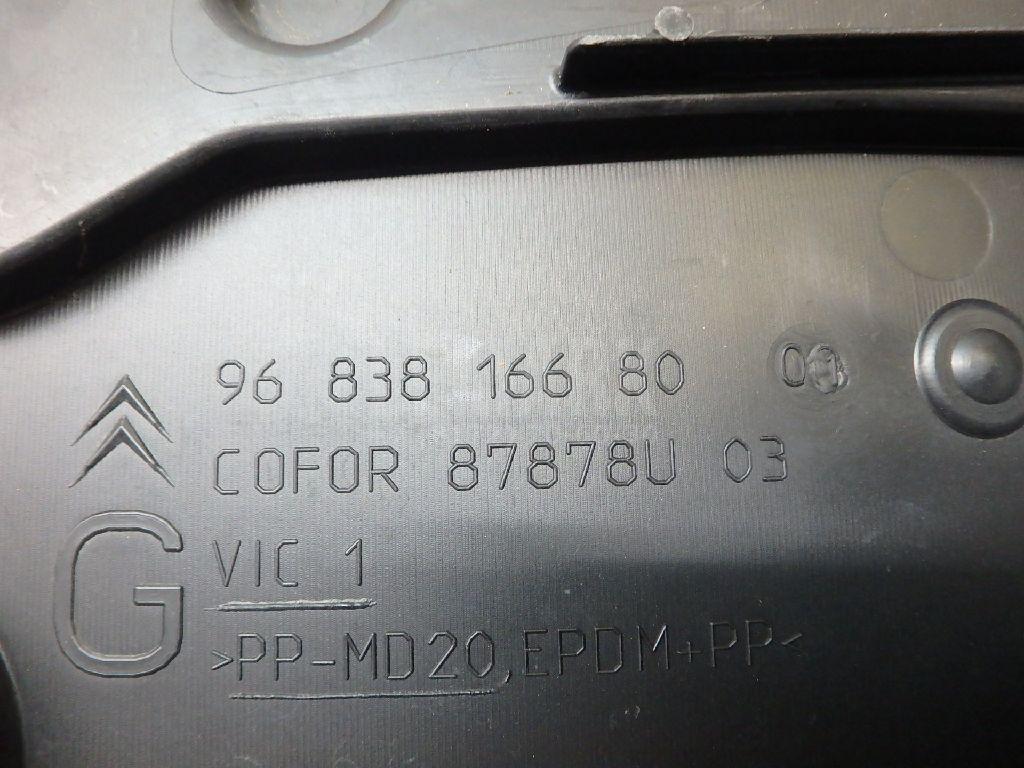 96 838 166 80
COFOR 87878U 03
G
VIC 1
>PP-MD20,EPDM+PP<